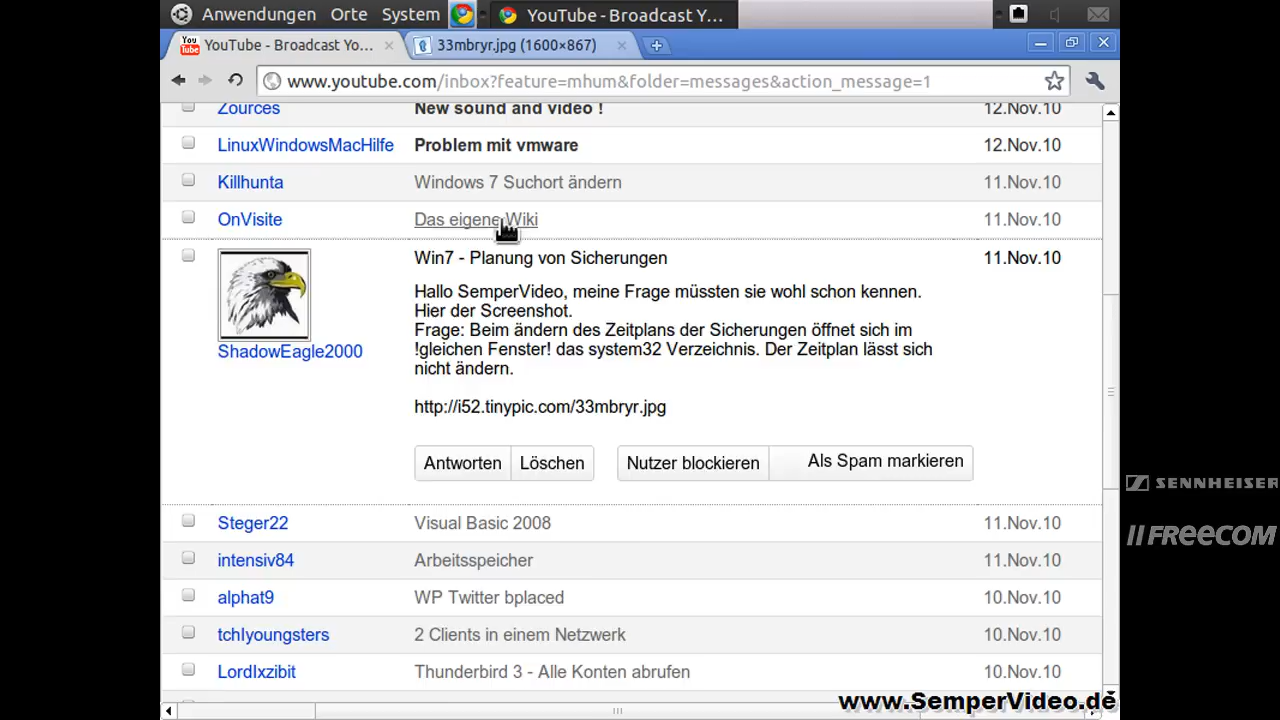 Anwendungen Orte System YouTube - Broadcast Y...
You Tube YouTube - Broadcast Yo... 33mbryr.jpg (1600×867)
www.youtube.com/inbox?feature=mhum&folder=messages&action_message=1
Zources New sound and video ! 12.Nov.10
LinuxWindowsMacHilfe Problem mit vmware 12.Nov.10
Killhunta Windows 7 Suchort ändern 11.Nov.10
OnVisite Das eigene Wiki 11.Nov.10
Win7 - Planung von Sicherungen 11.Nov.10
Hallo SemperVideo, meine Frage müssten sie wohl schon kennen.
Hier der Screenshot.
Frage: Beim ändern des Zeitplans der Sicherungen öffnet sich im
!gleichen Fenster! das system32 Verzeichnis. Der Zeitplan lässt sich
nicht ändern.
ShadowEagle2000
http://i52.tinypic.com/33mbryr.jpg
Antworten Löschen Nutzer blockieren Als Spam markieren
Steger22 Visual Basic 2008 11.Nov.10
intensiv84 Arbeitsspeicher 11.Nov.10
alphat9 WP Twitter bplaced 10.Nov.10
tchlyoungsters 2 Clients in einem Netzwerk 10.Nov.10
LordIxzibit Thunderbird 3 - Alle Konten abrufen 10.Nov.10
SENNHEISER
FREECOM
www.SemperVideo.de